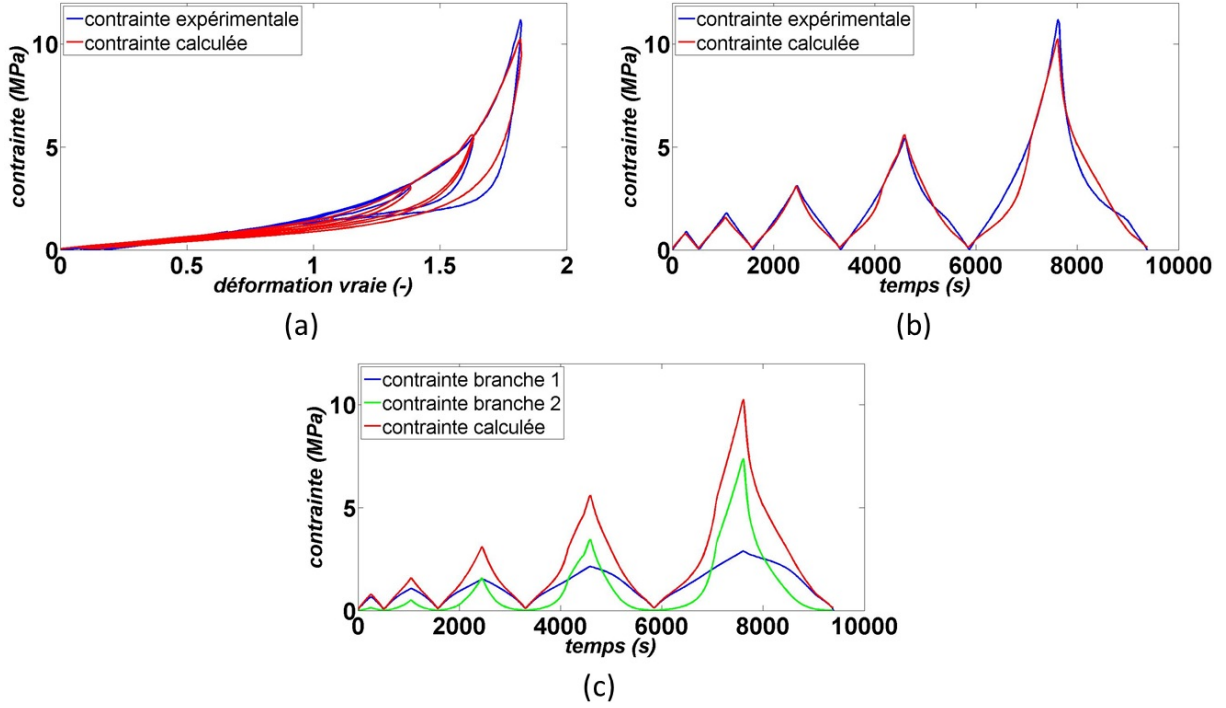 contrainte expérimentale
contrainte calculée
contrainte (MPa)
10
5
0
0
0.5
1
1.5
2
déformation vraie (-)
(a)
contrainte expérimentale
contrainte calculée
contrainte (MPa)
10
5
0
0
2000
4000
6000
8000
10000
temps (s)
(b)
contrainte branche 1
contrainte branche 2
contrainte calculée
contrainte (MPa)
10
5
0
0
2000
4000
6000
8000
10000
temps (s)
(c)